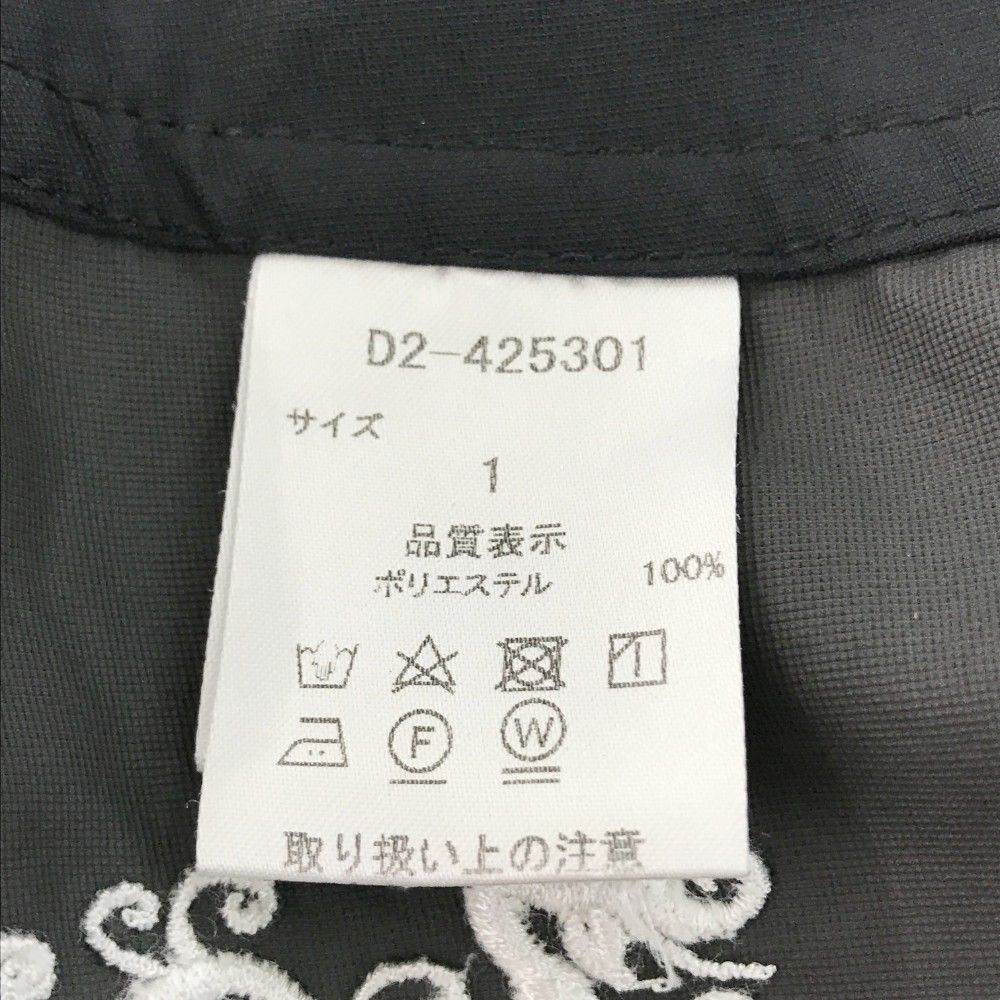 D2-425301
サイズ
1
品質表示
ポリエステル 100%
F W
取り扱い上の注意